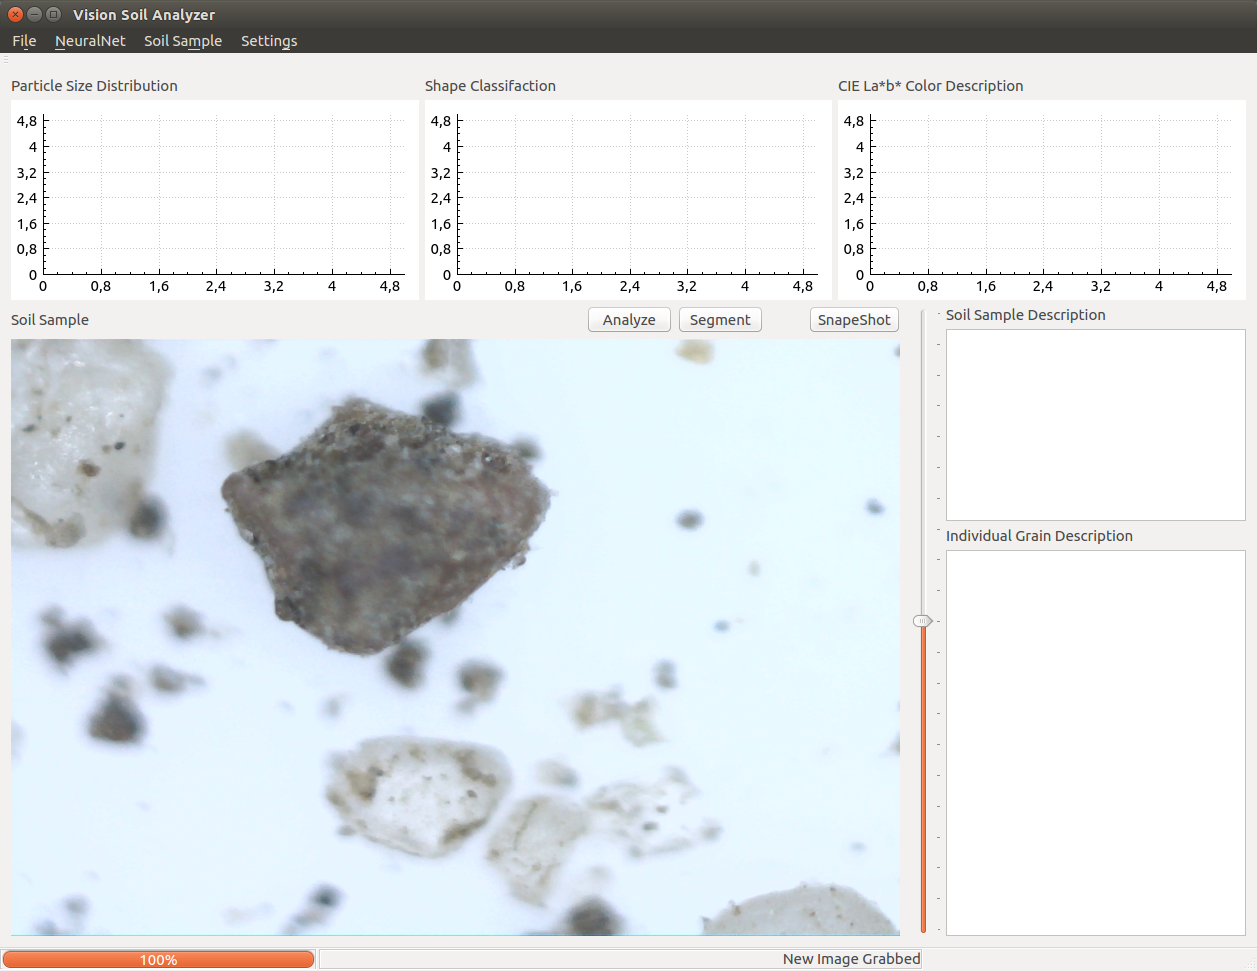 Vision Soil Analyzer
File NeuralNet Soil Sample Settings
Particle Size Distribution Shape Classifaction CIE La*b* Color Description
4,8 4,8 4,8
4 4 4
3,2 3,2 3,2
2,4 2,4 2,4
1,6 1,6 1,6
0,8 0,8 0,8
0 0 0
0 0,8 1,6 2,4 3,2 4 4,8 0 0,8 1,6 2,4 3,2 4 4,8 0 0,8 1,6 2,4 3,2 4 4,8
Soil Sample Analyze Segment SnapeShot Soil Sample Description
Individual Grain Description
100% New Image Grabbed